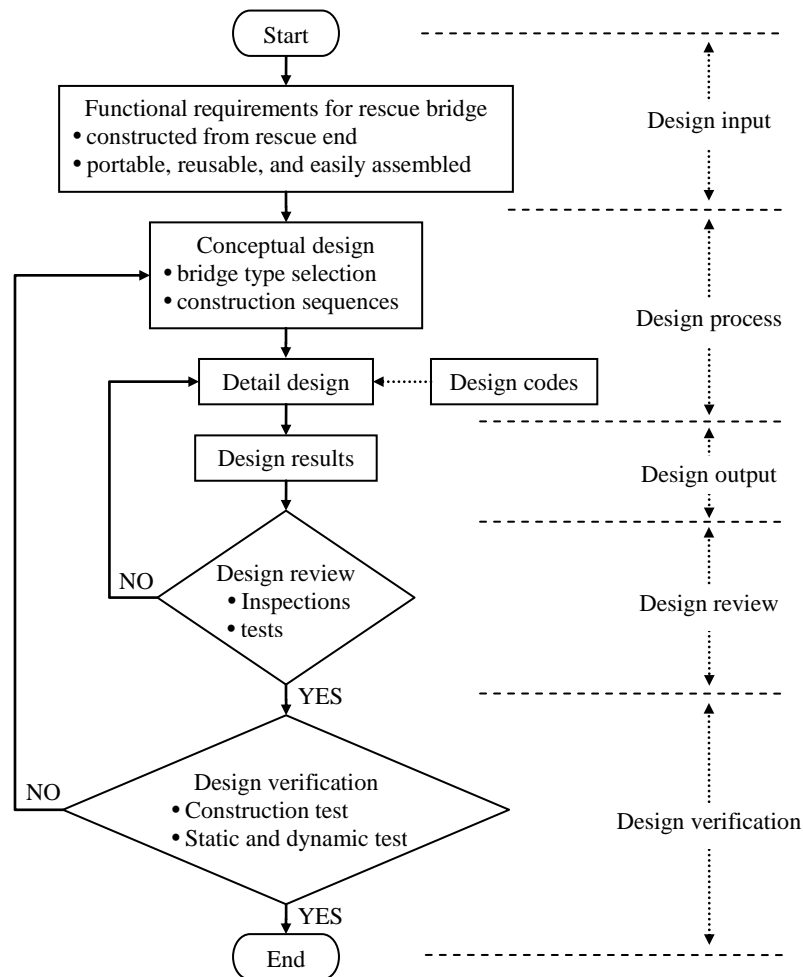 Start
Functional requirements for rescue bridge
• constructed from rescue end
• portable, reusable, and easily assembled
Design input
Conceptual design
• bridge type selection
• construction sequences
Design process
Detail design
Design codes
Design results
Design output
NO
Design review
• Inspections
• tests
Design review
YES
NO
Design verification
• Construction test
• Static and dynamic test
Design verification
YES
End